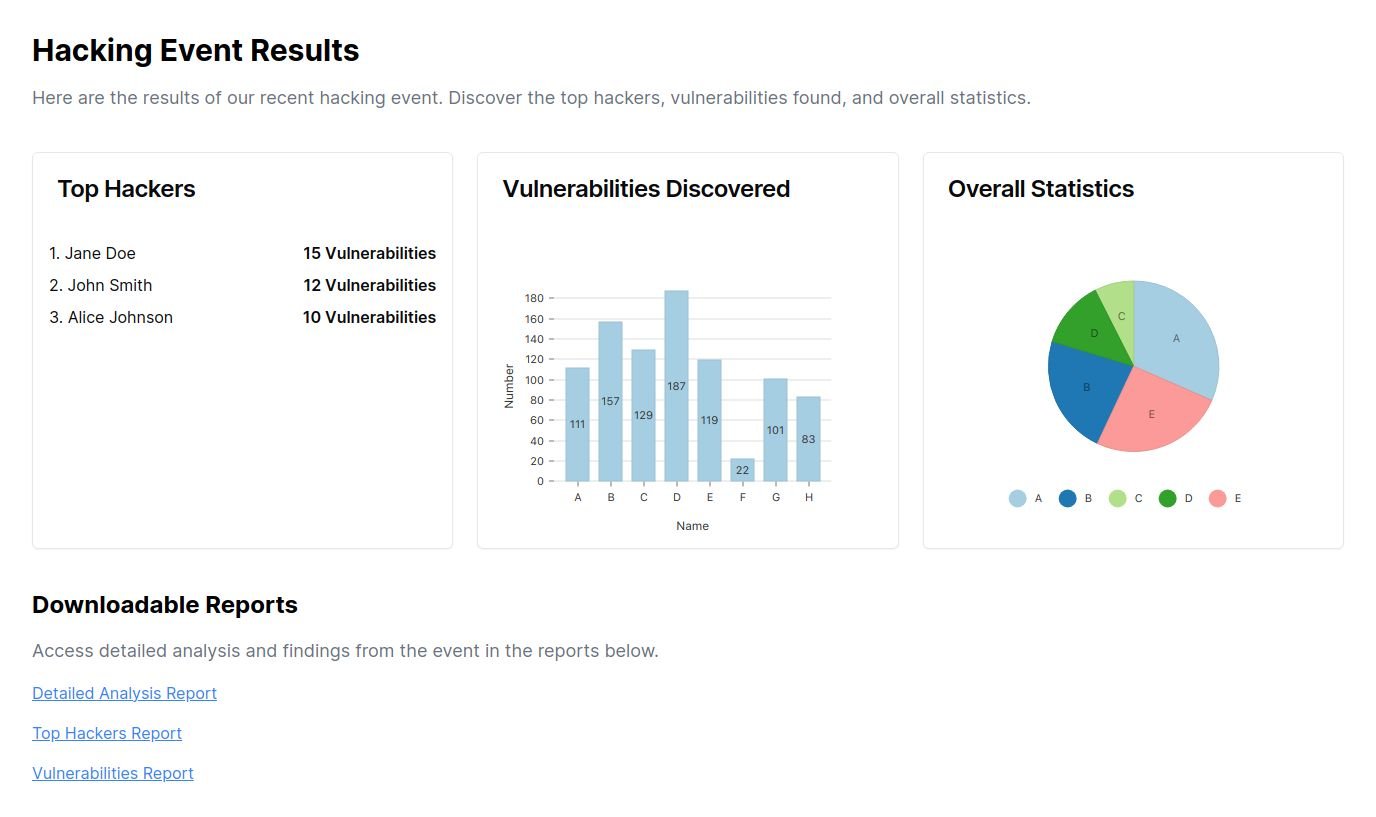 Hacking Event Results
Here are the results of our recent hacking event. Discover the top hackers, vulnerabilities found, and overall statistics.
Top Hackers
1. Jane Doe 15 Vulnerabilities
2. John Smith 12 Vulnerabilities
3. Alice Johnson 10 Vulnerabilities
Vulnerabilities Discovered
Number
180
160
140
120
100
80
60
40
20
0
111 157 129 187 119 22 101 83
A B C D E F G H
Name
Overall Statistics
C
D A
B
E
A B C D E
Downloadable Reports
Access detailed analysis and findings from the event in the reports below.
Detailed Analysis Report
Top Hackers Report
Vulnerabilities Report